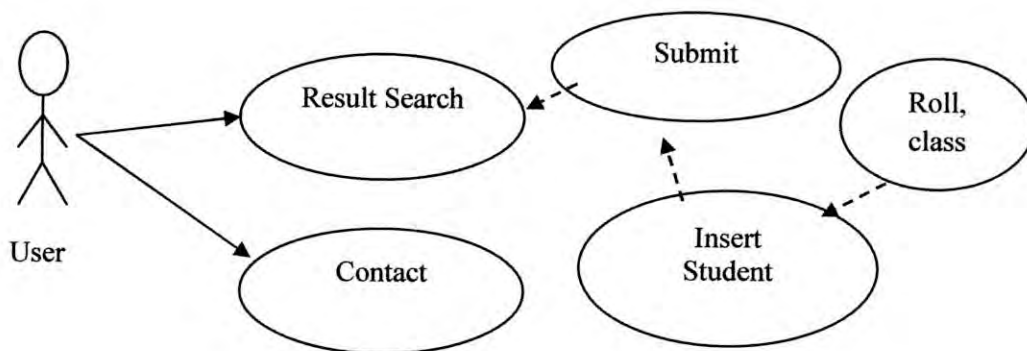 Submit
Result Search
Roll,
class
User
Contact
Insert
Student